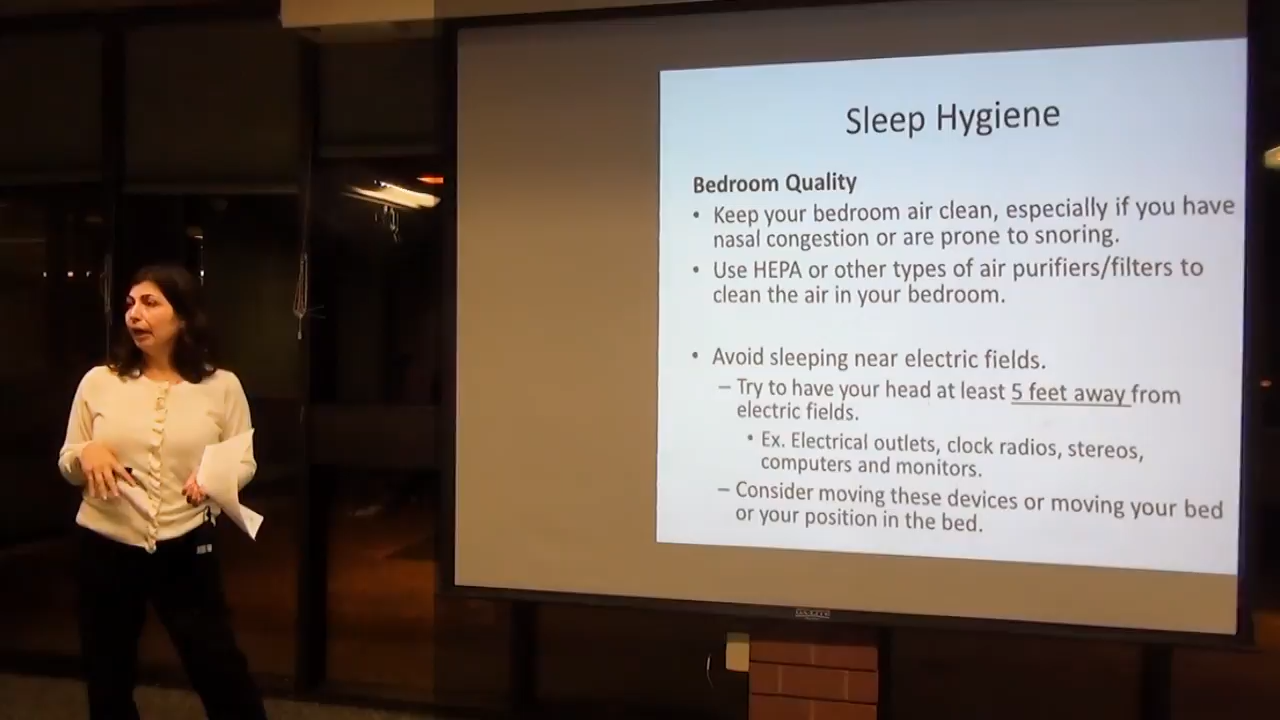 Sleep Hygiene
Bedroom Quality
• Keep your bedroom air clean, especially if you have
nasal congestion or are prone to snoring.
• Use HEPA or other types of air purifiers/filters to
clean the air in your bedroom.
• Avoid sleeping near electric fields.
– Try to have your head at least 5 feet away from
electric fields.
• Ex. Electrical outlets, clock radios, stereos,
computers and monitors.
– Consider moving these devices or moving your bed
or your position in the bed.